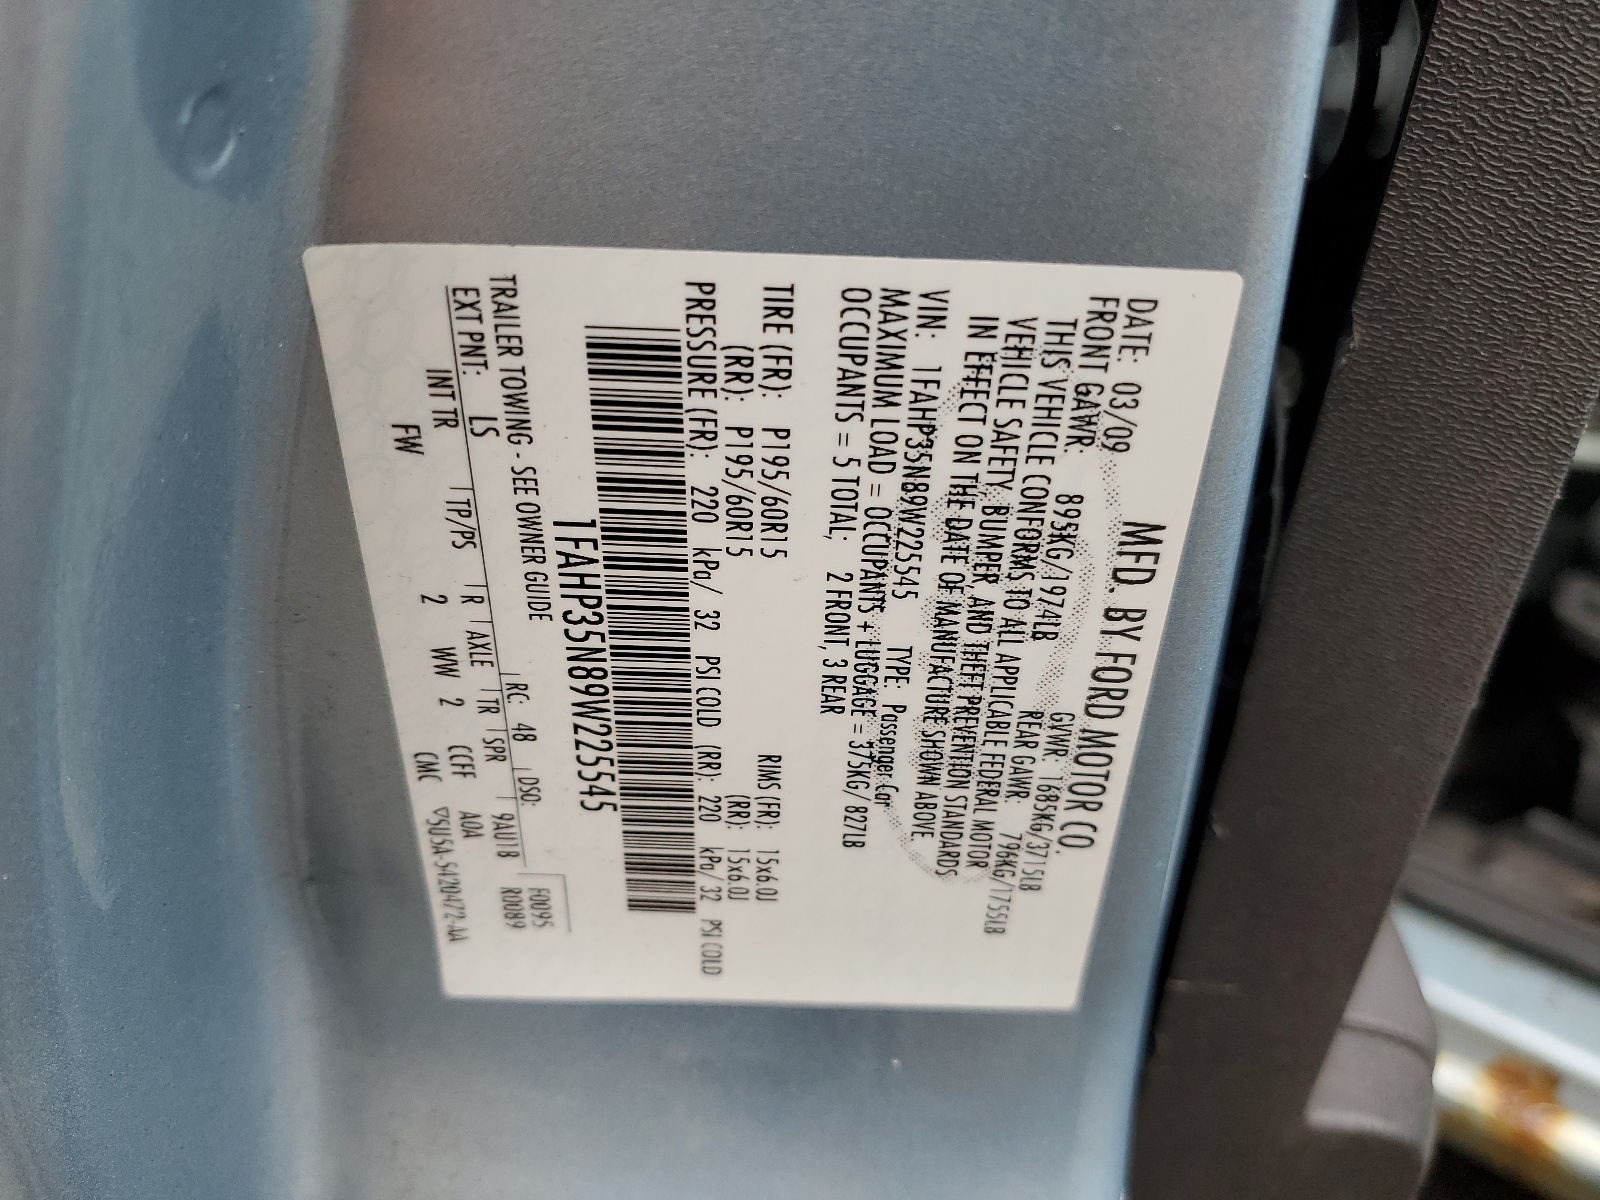 MFD. BY FORD MOTOR CO.
DATE: 03/09 GVWR: 1685KG/3715LB
FRONT GAWR: 895KG/1974LB REAR GAWR: 796KG/1755LB
THIS VEHICLE CONFORMS TO ALL APPLICABLE FEDERAL MOTOR
VEHICLE SAFETY, BUMPER, AND THEFT PREVENTION STANDARDS
IN EFFECT ON THE DATE OF MANUFACTURE SHOWN ABOVE.
VIN: 1FAHP35N89W225545 TYPE: Passenger Car
MAXIMUM LOAD = OCCUPANTS + LUGGAGE = 375KG/827LB
OCCUPANTS = 5 TOTAL; 2 FRONT, 3 REAR
TIRE (FR): P195/60R15 RIMS (FR): 15x6.0J
(RR): P195/60R15 (RR): 15x6.0J
PRESSURE (FR): 220 kPa/ 32 PSI COLD (RR): 220 kPa/ 32 PSI COLD
1FAHP35N89W225545
TRAILER TOWING - SEE OWNER GUIDE
RC: 48 DSO: F0095
EXT PNT: LS R0089
INT TR TP/PS R AXLE TR SPR 9AU1B
FW 2 WW 2 CCFF A0A
CMC ▽5U5A-5420472-AA